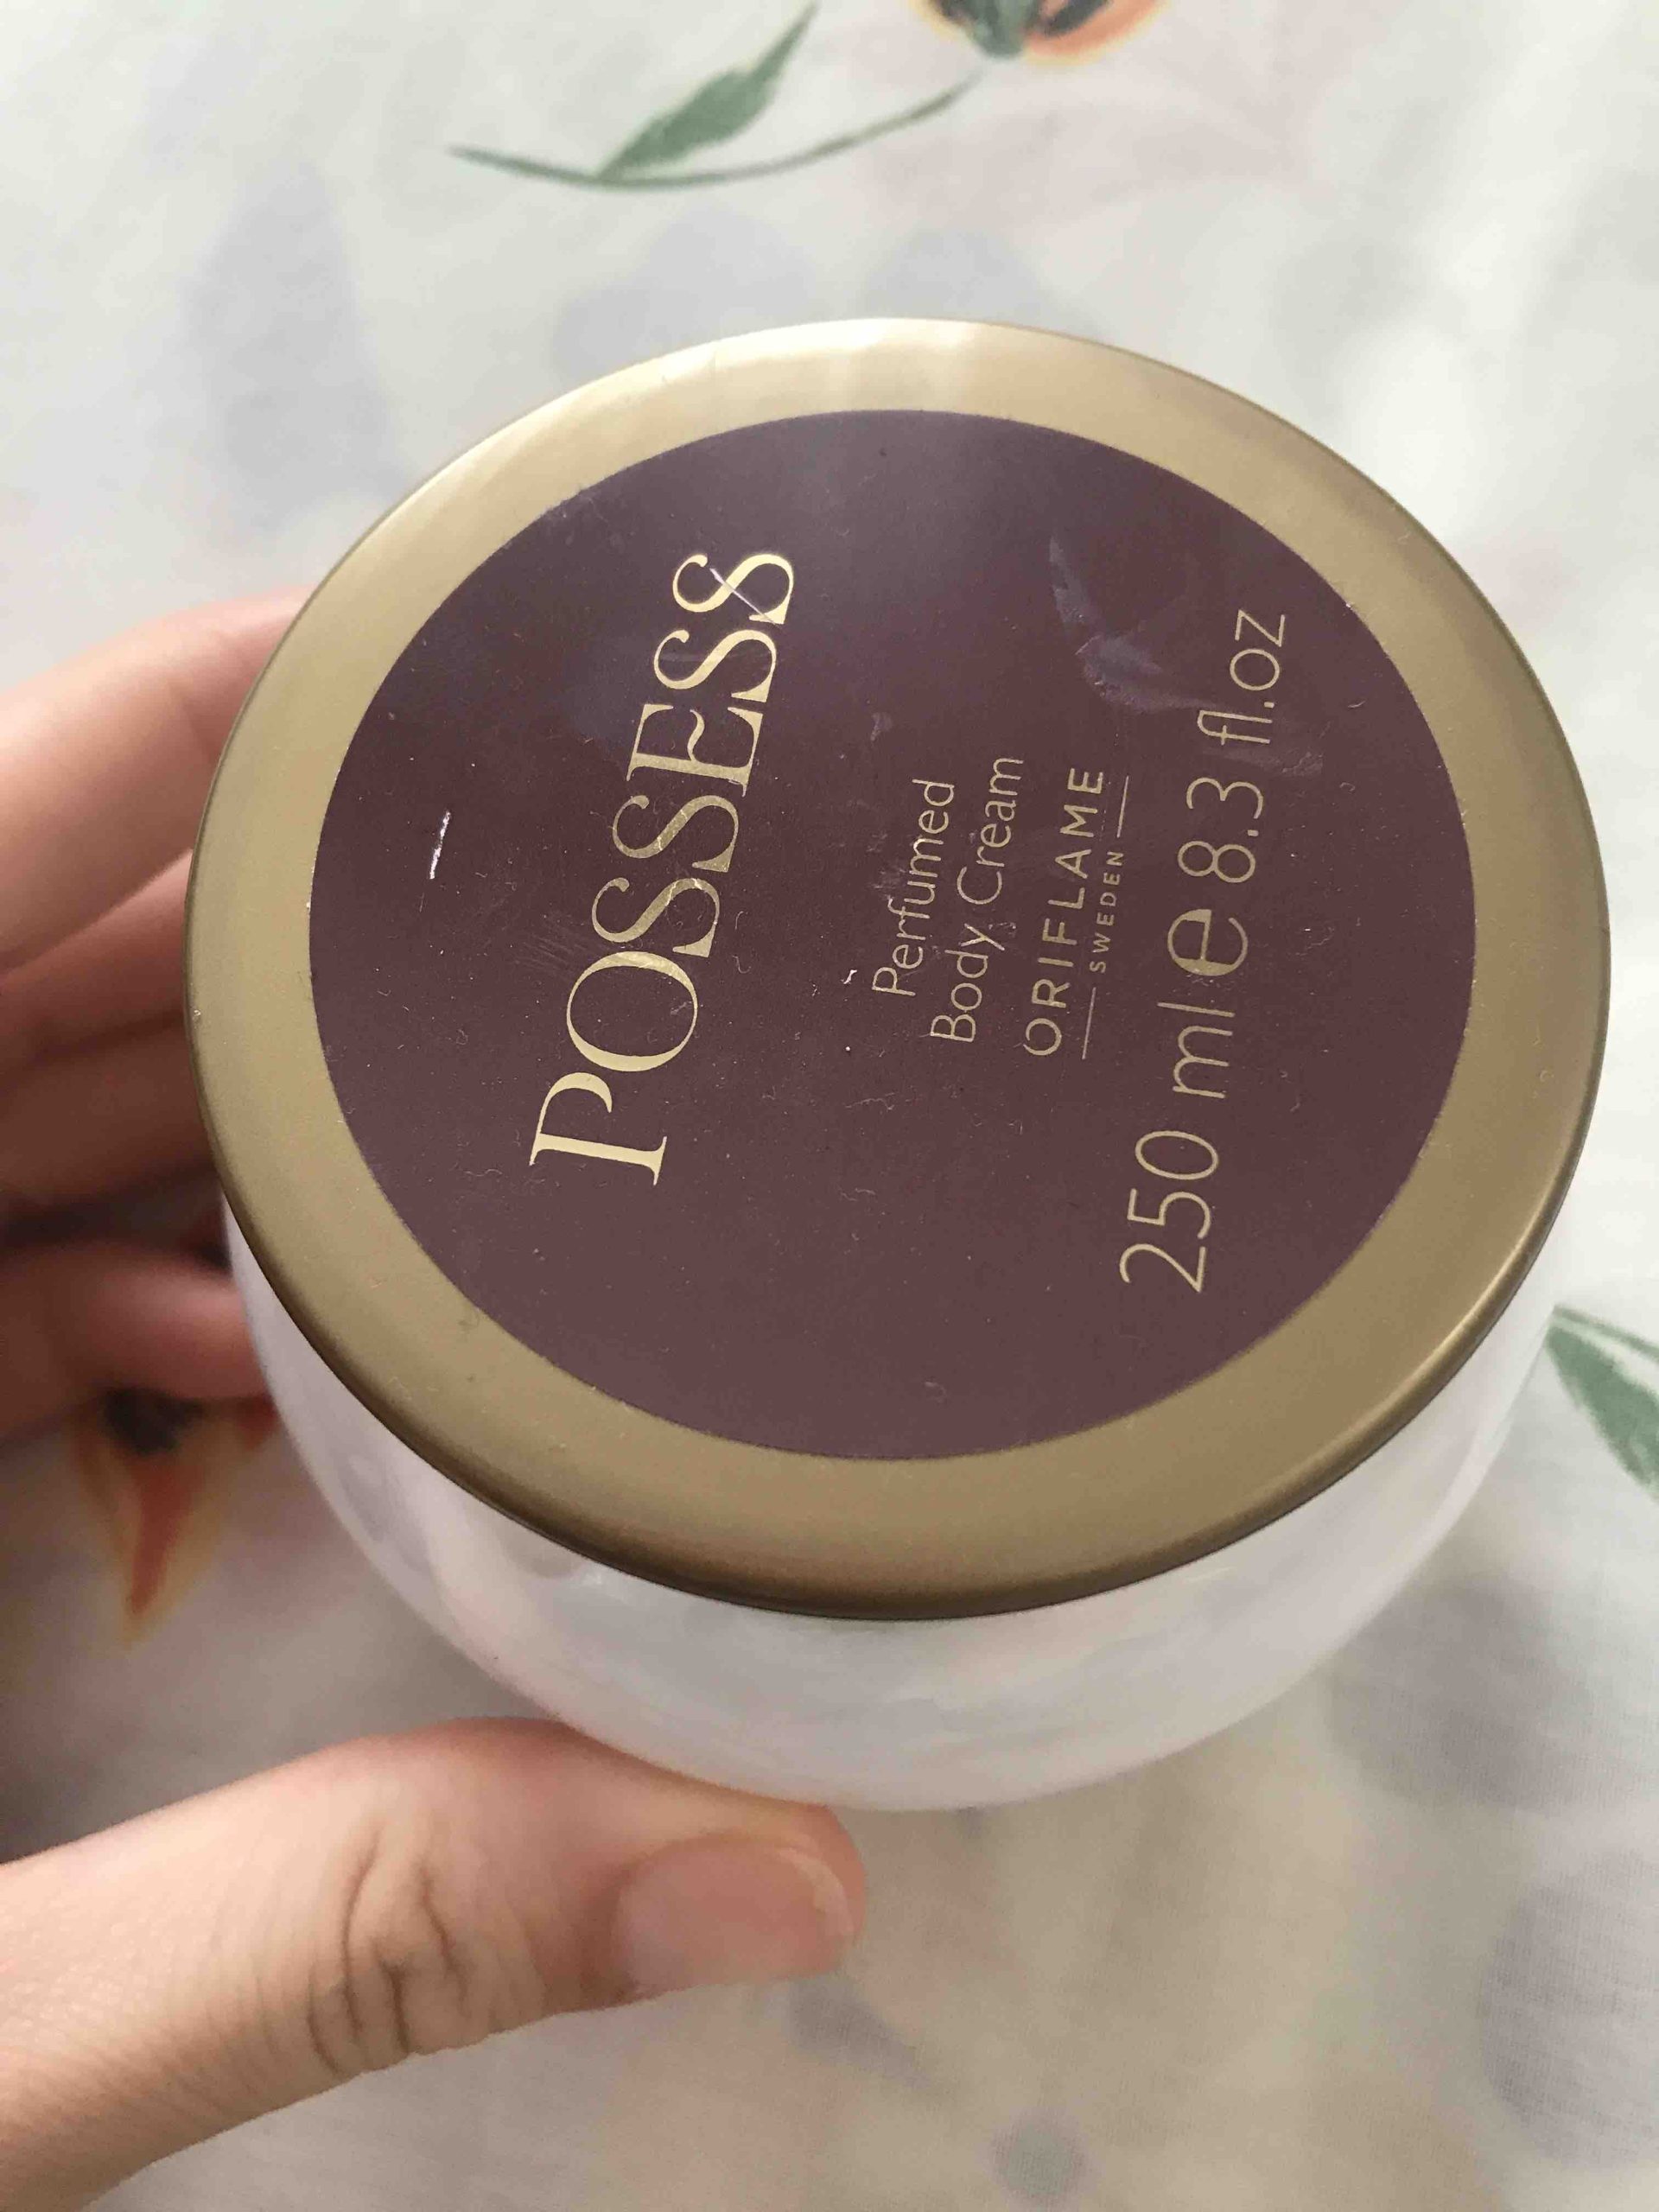 POSSESS
Perfumed
Body Cream
ORIFLAME
SWEDEN
250 ml e 8.3 fl.oz